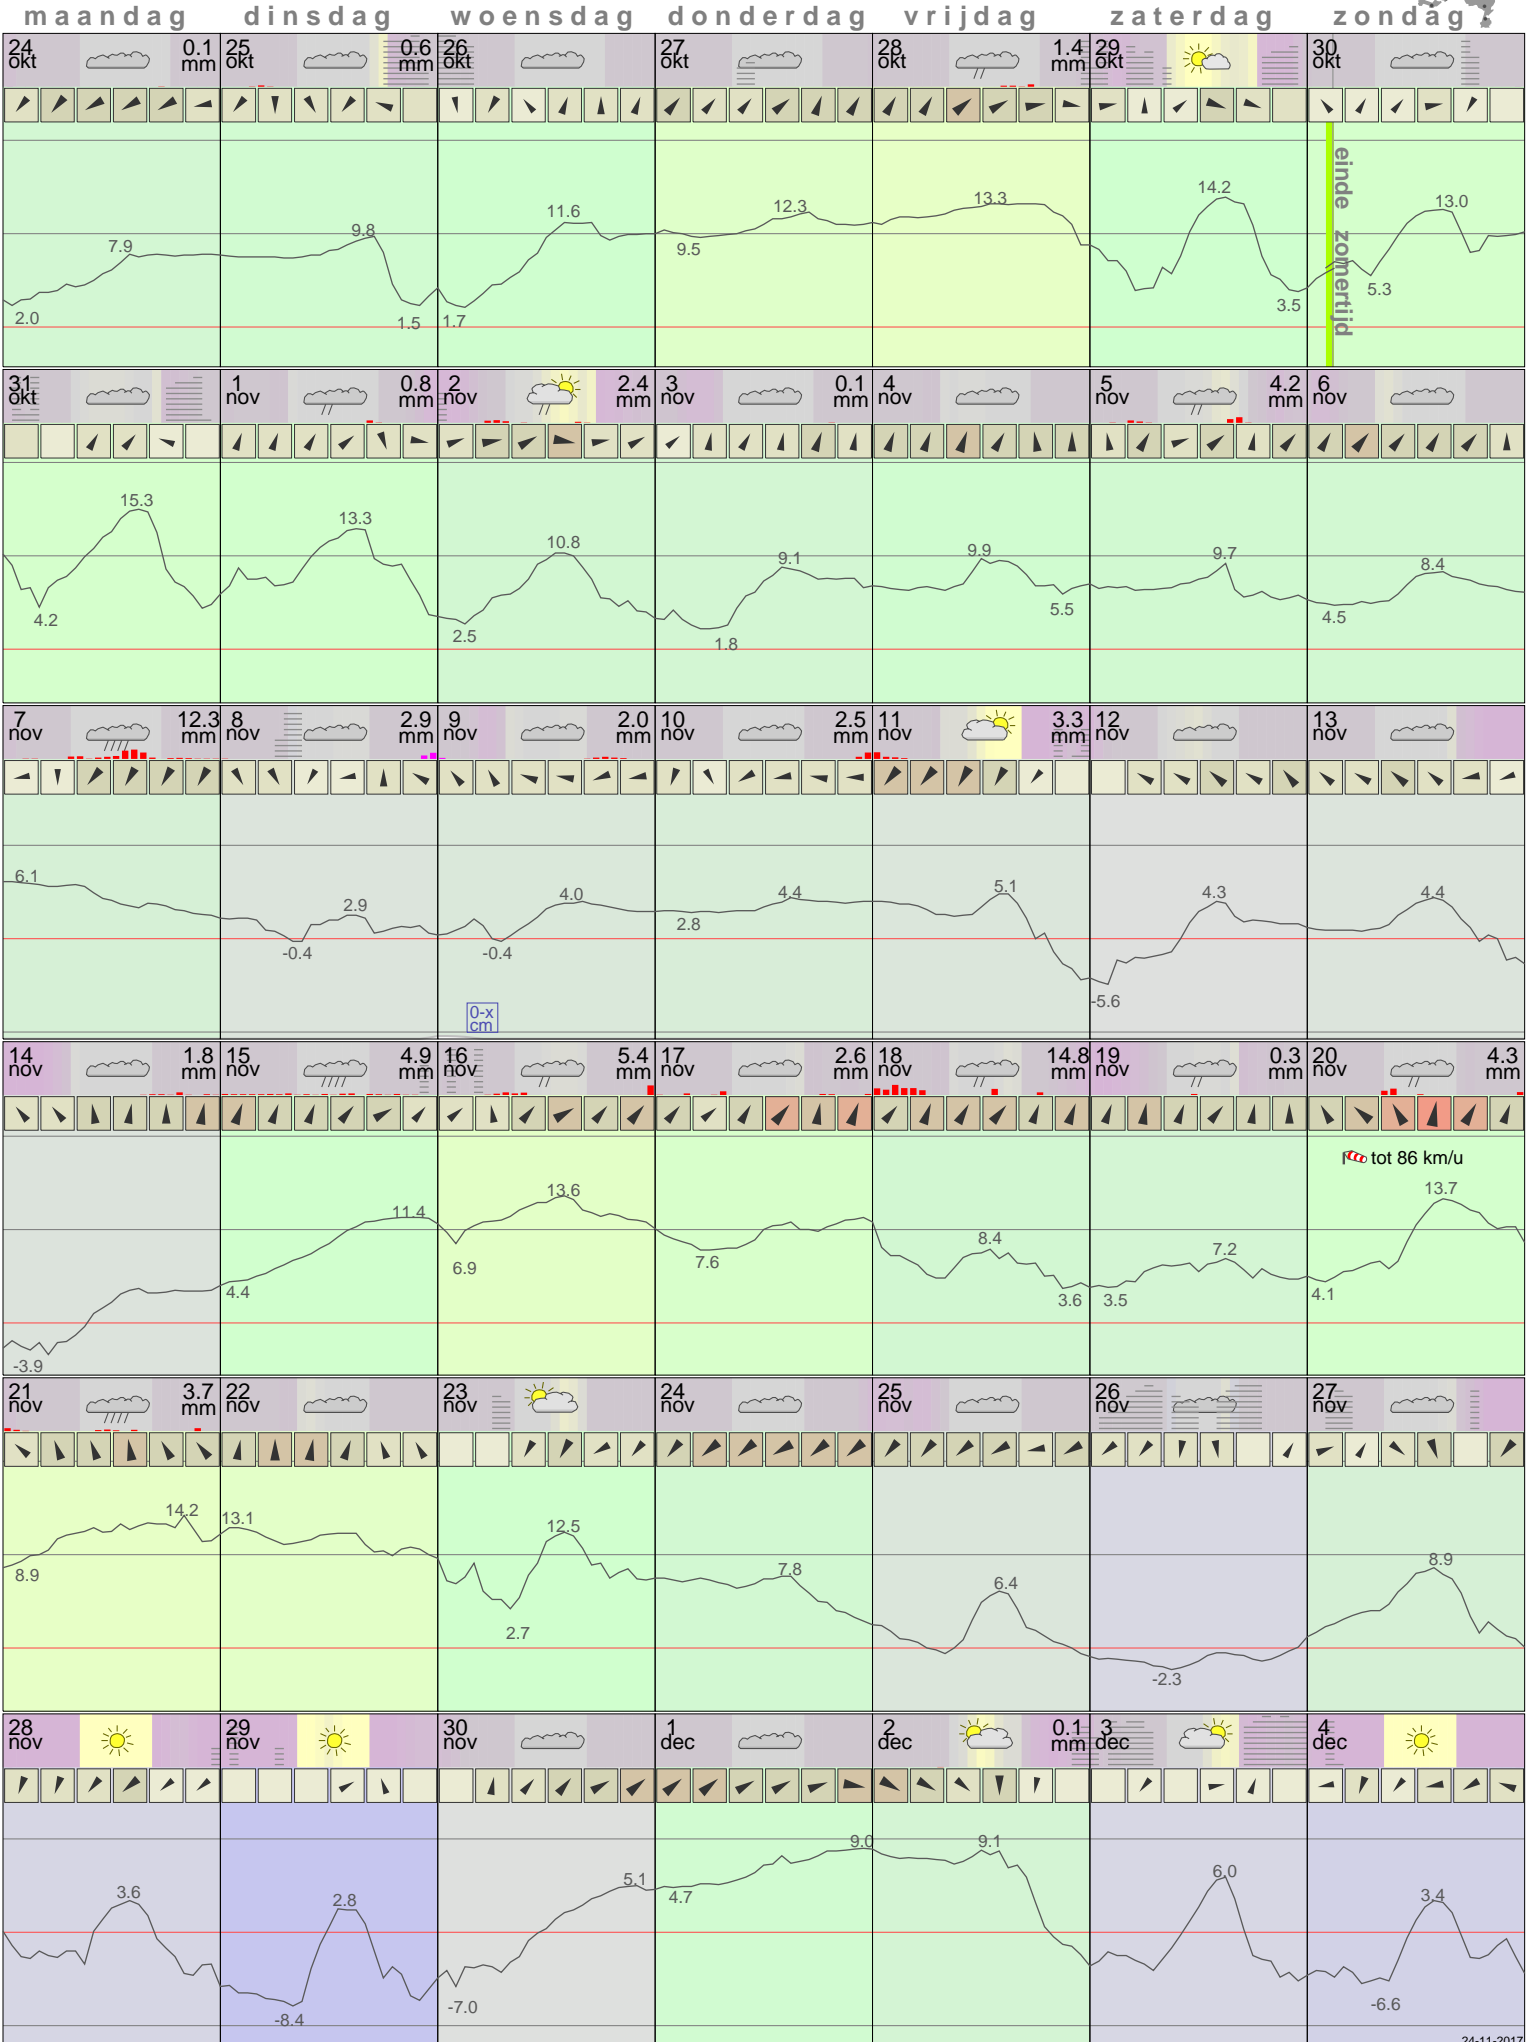 maandag dinsdag woensdag donderdag vrijdag zaterdag zondag
24 okt 0.1 mm 25 okt 0.6 mm 26 okt 27 okt 28 okt 1.4 mm 29 okt 30 okt
einde zomertijd
2.0 7.9 9.8 1.5 1.7 11.6 9.5 12.3 13.3 14.2 3.5 5.3 13.0
31 okt 1 nov 0.8 mm 2 nov 2.4 mm 3 nov 0.1 mm 4 nov 5 nov 4.2 mm 6 nov
4.2 15.3 13.3 2.5 10.8 1.8 9.1 9.9 5.5 9.7 4.5 8.4
7 nov 12.3 mm 8 nov 2.9 mm 9 nov 2.0 mm 10 nov 2.5 mm 11 nov 3.3 mm 12 nov 13 nov
6.1 -0.4 2.9 -0.4 4.0 2.8 4.4 5.1 -5.6 4.3 4.4
0-x
cm
14 nov 1.8 mm 15 nov 4.9 mm 16 nov 5.4 mm 17 nov 2.6 mm 18 nov 14.8 mm 19 nov 0.3 mm 20 nov 4.3 mm
tot 86 km/u
-3.9 4.4 11.4 6.9 13.6 7.6 8.4 3.6 3.5 7.2 4.1 13.7
21 nov 3.7 mm 22 nov 23 nov 24 nov 25 nov 26 nov 27 nov
8.9 14.2 13.1 2.7 12.5 7.8 6.4 -2.3 8.9
28 nov 29 nov 30 nov 1 dec 2 dec 0.1 mm 3 dec 4 dec
3.6 -8.4 2.8 -7.0 5.1 4.7 9.0 9.1 6.0 -6.6 3.4
24-11-2017